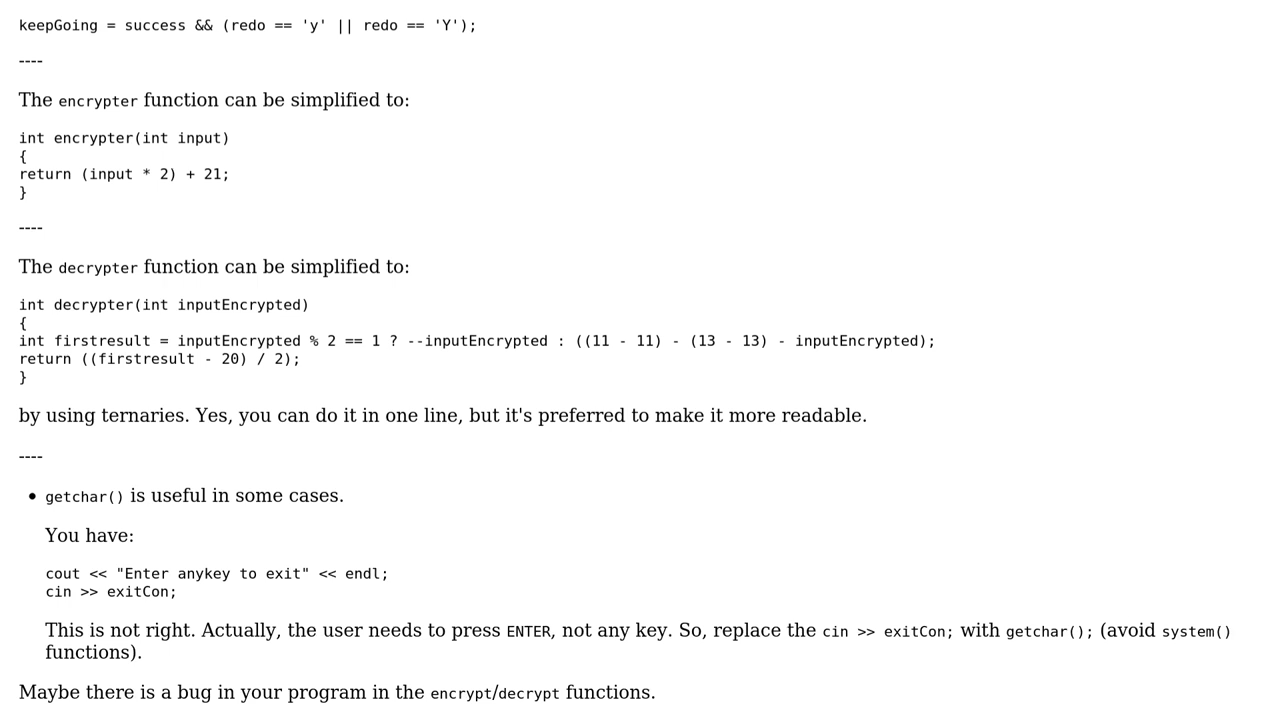 keepGoing = success && (redo == 'y' || redo == 'Y');
----
The encrypter function can be simplified to:
int encrypter(int input)
{
return (input * 2) + 21;
}
----
The decrypter function can be simplified to:
int decrypter(int inputEncrypted)
{
int firstresult = inputEncrypted % 2 == 1 ? --inputEncrypted : ((11 - 11) - (13 - 13) - inputEncrypted);
return ((firstresult - 20) / 2);
}
by using ternaries. Yes, you can do it in one line, but it's preferred to make it more readable.
----
• getchar() is useful in some cases.
You have:
cout << "Enter anykey to exit" << endl;
cin >> exitCon;
This is not right. Actually, the user needs to press ENTER, not any key. So, replace the cin >> exitCon; with getchar(); (avoid system()
functions).
Maybe there is a bug in your program in the encrypt/decrypt functions.